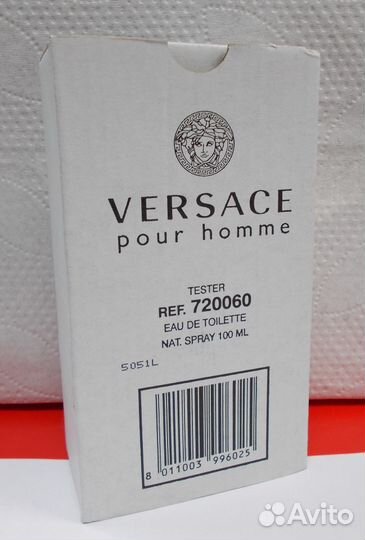 VERSACE
pour homme
TESTER
REF. 720060
EAU DE TOILETTE
NAT. SPRAY 100 ML
5051L
8 011003 996025
Avito